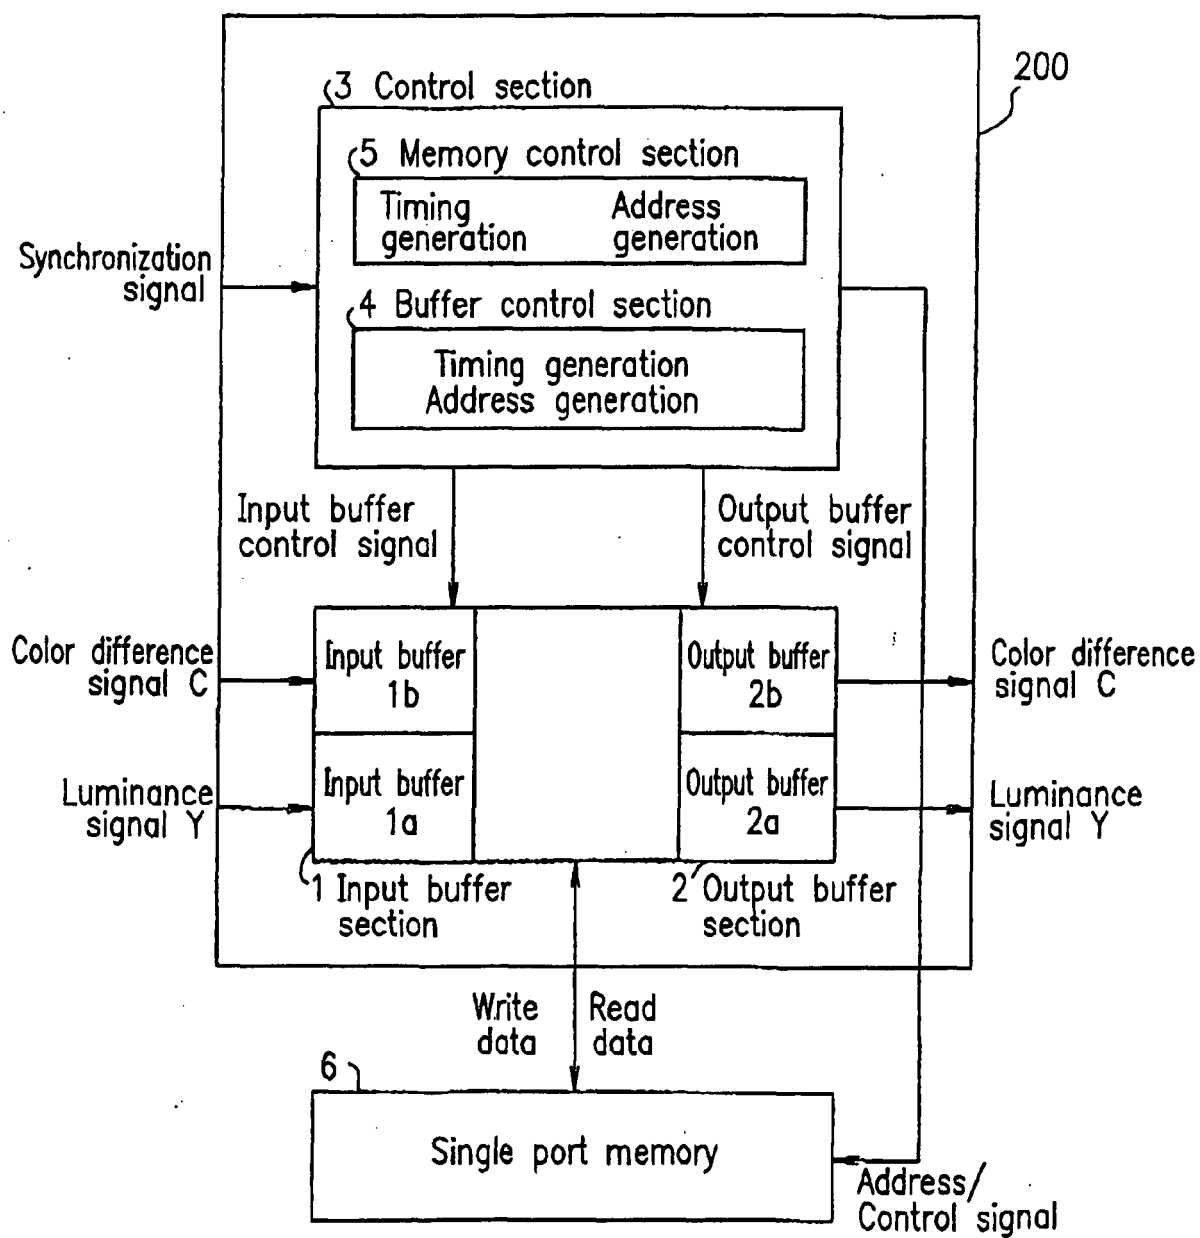 200
3 Control section
5 Memory control section
Timing generation
Address generation
Synchronization signal
4 Buffer control section
Timing generation
Address generation
Input buffer control signal
Output buffer control signal
Color difference signal C
Input buffer 1b
Output buffer 2b
Color difference signal C
Luminance signal Y
Input buffer 1a
Output buffer 2a
Luminance signal Y
1 Input buffer section
2 Output buffer section
Write data
Read data
6
Single port memory
Address/
Control signal